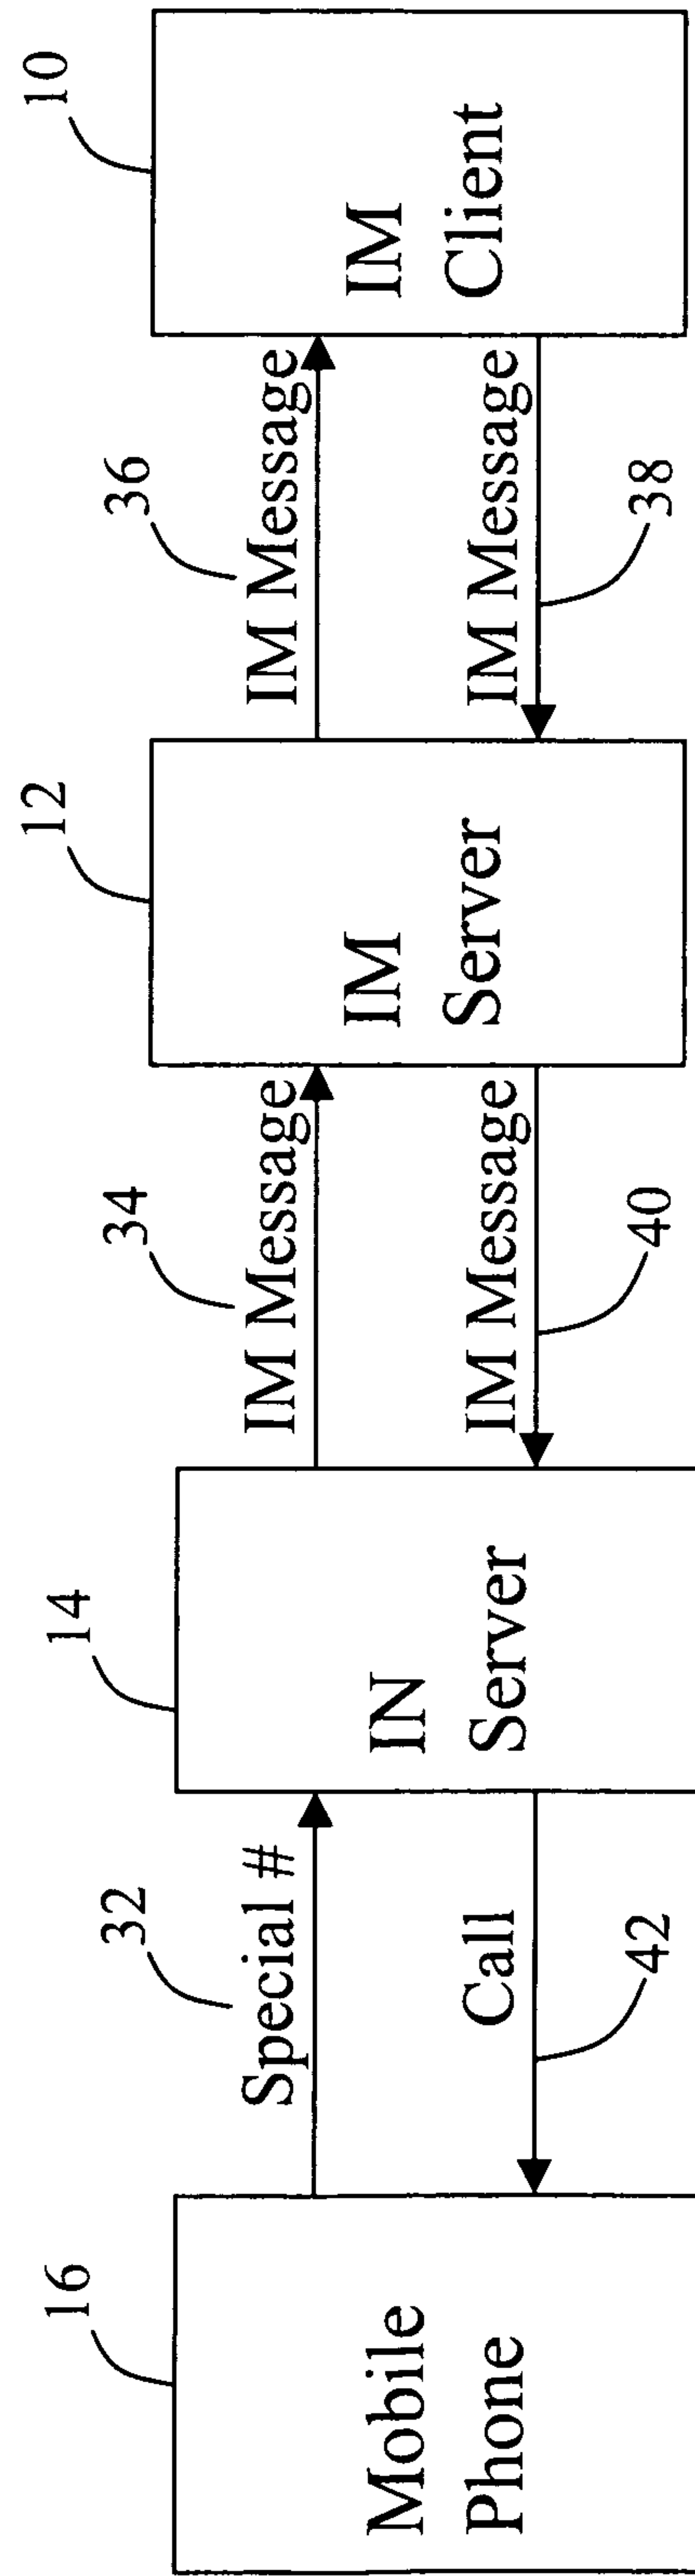 16
Mobile
Phone
32
Special #
Call
42
14
IN
Server
34
IM Message
IM Message
40
12
IM
Server
36
IM Message
IM Message
38
10
IM
Client